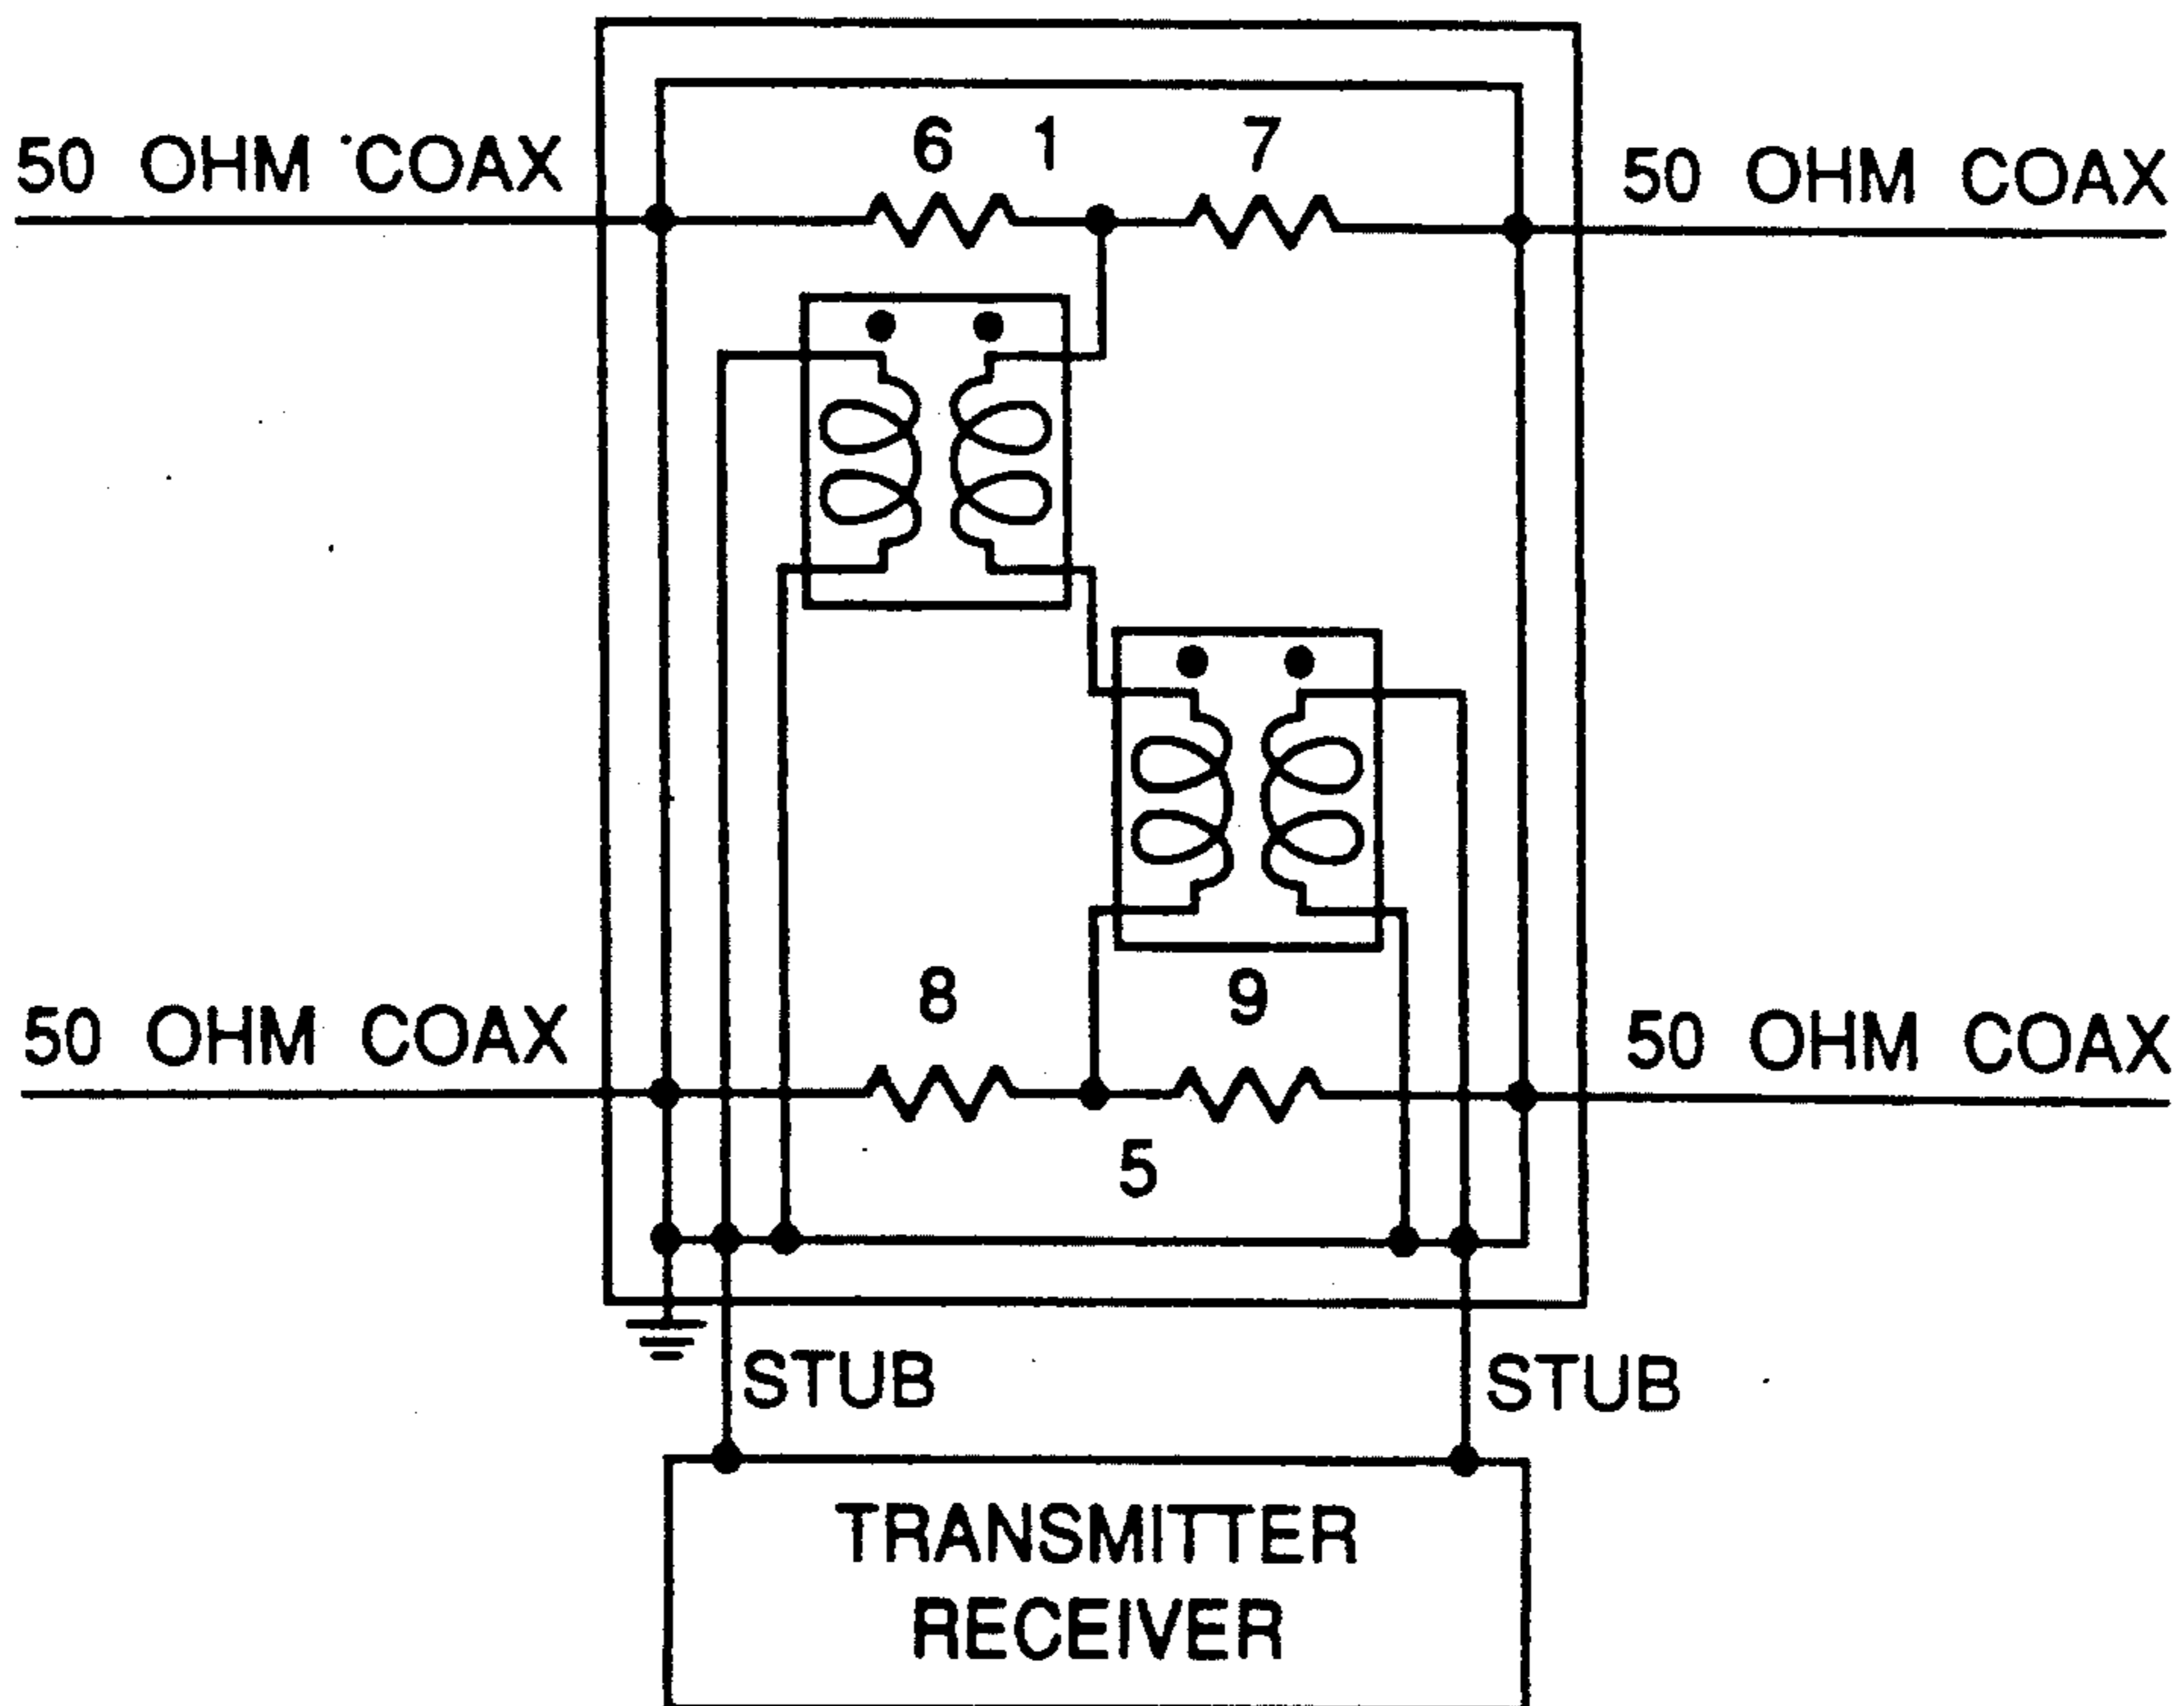 50 OHM COAX
6 1 7
50 OHM COAX
8 9
50 OHM COAX
50 OHM COAX
5
STUB
STUB
TRANSMITTER
RECEIVER